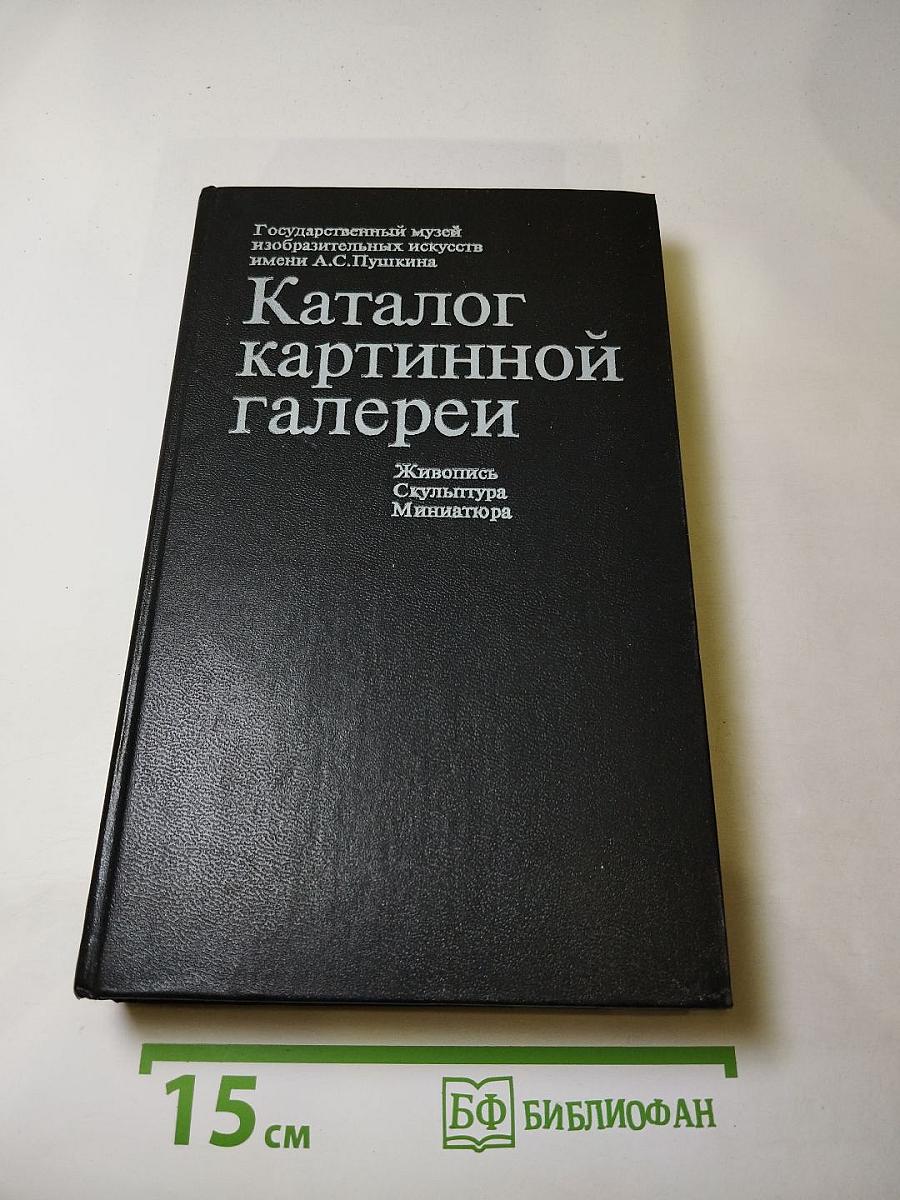 Государственный музей
изобразительных искусств
имени А.С.Пушкина
Каталог
картинной
галереи
Живопись
Скульптура
Миниатюра
15 см
БФ БИБЛИОФАН